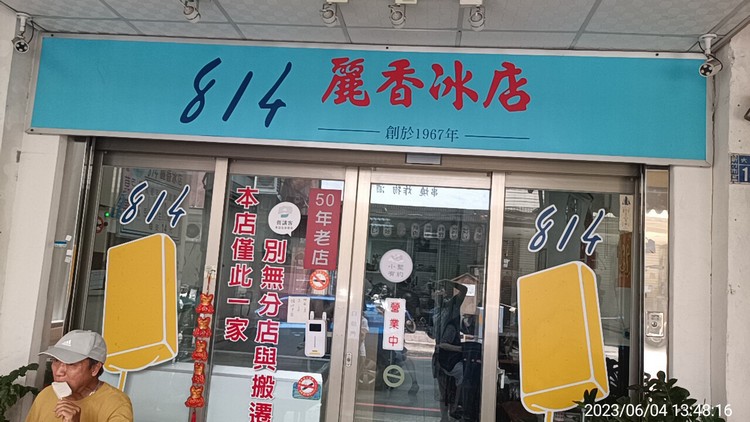 814 麗香冰店
創於1967年
814
本店僅此一家
別無分店與搬遷
50年老店
營業中
814
2023/06/04 13:48:16